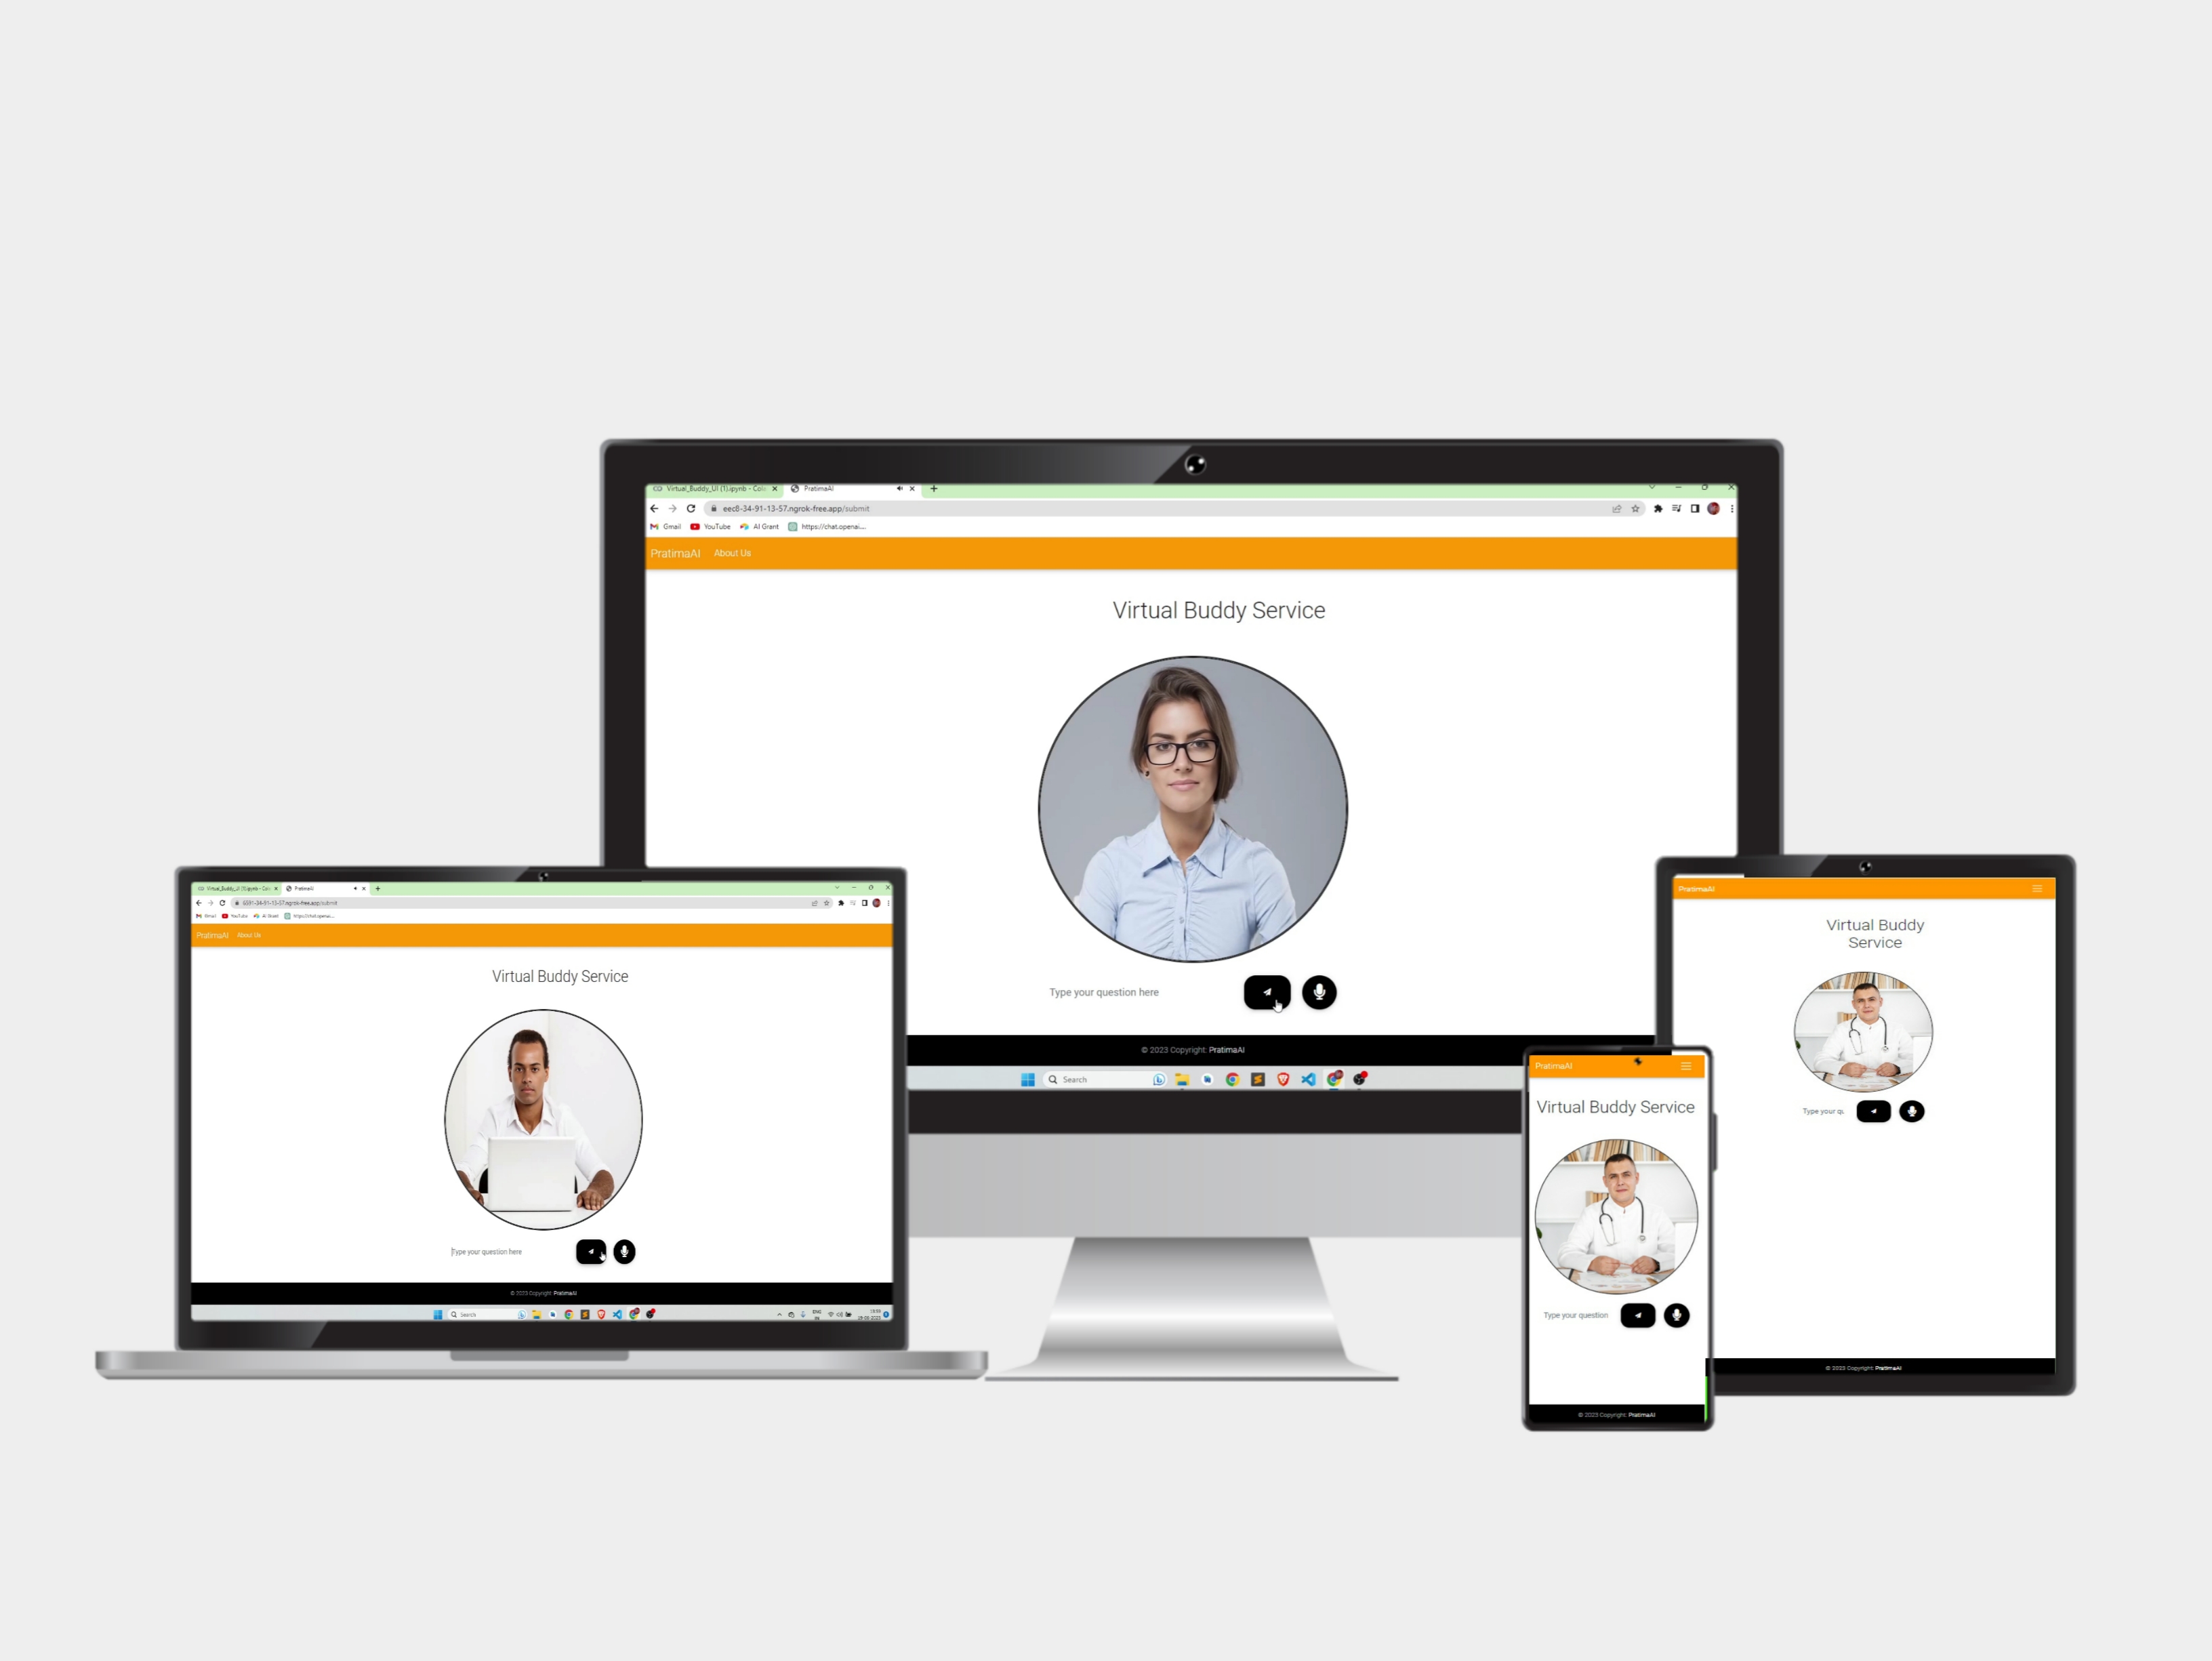 Virtual_Buddy_UI (1).ipynb - Cola
PratimaAI
eec8-34-91-13-57.ngrok-free.app/submit
Gmail YouTube AI Grant https://chat.openai....
PratimaAI About Us
Virtual Buddy Service
Type your question here
© 2023 Copyright: PratimaAI
Search
Virtual_Buddy_UI (1).ipynb - Cola
PratimaAI
-34-91-13-57.ngrok-free.app/submit
Gmail YouTube AI Grant https://chat.openai....
PratimaAI About Us
Virtual Buddy Service
Type your question here
© 2023 Copyright: PratimaAI
Search
ENG
IN
PratimaAI
Virtual Buddy Service
Type your question
© 2023 Copyright: PratimaAI
PratimaAI
Virtual Buddy
Service
Type your q
© 2023 Copyright: PratimaAI